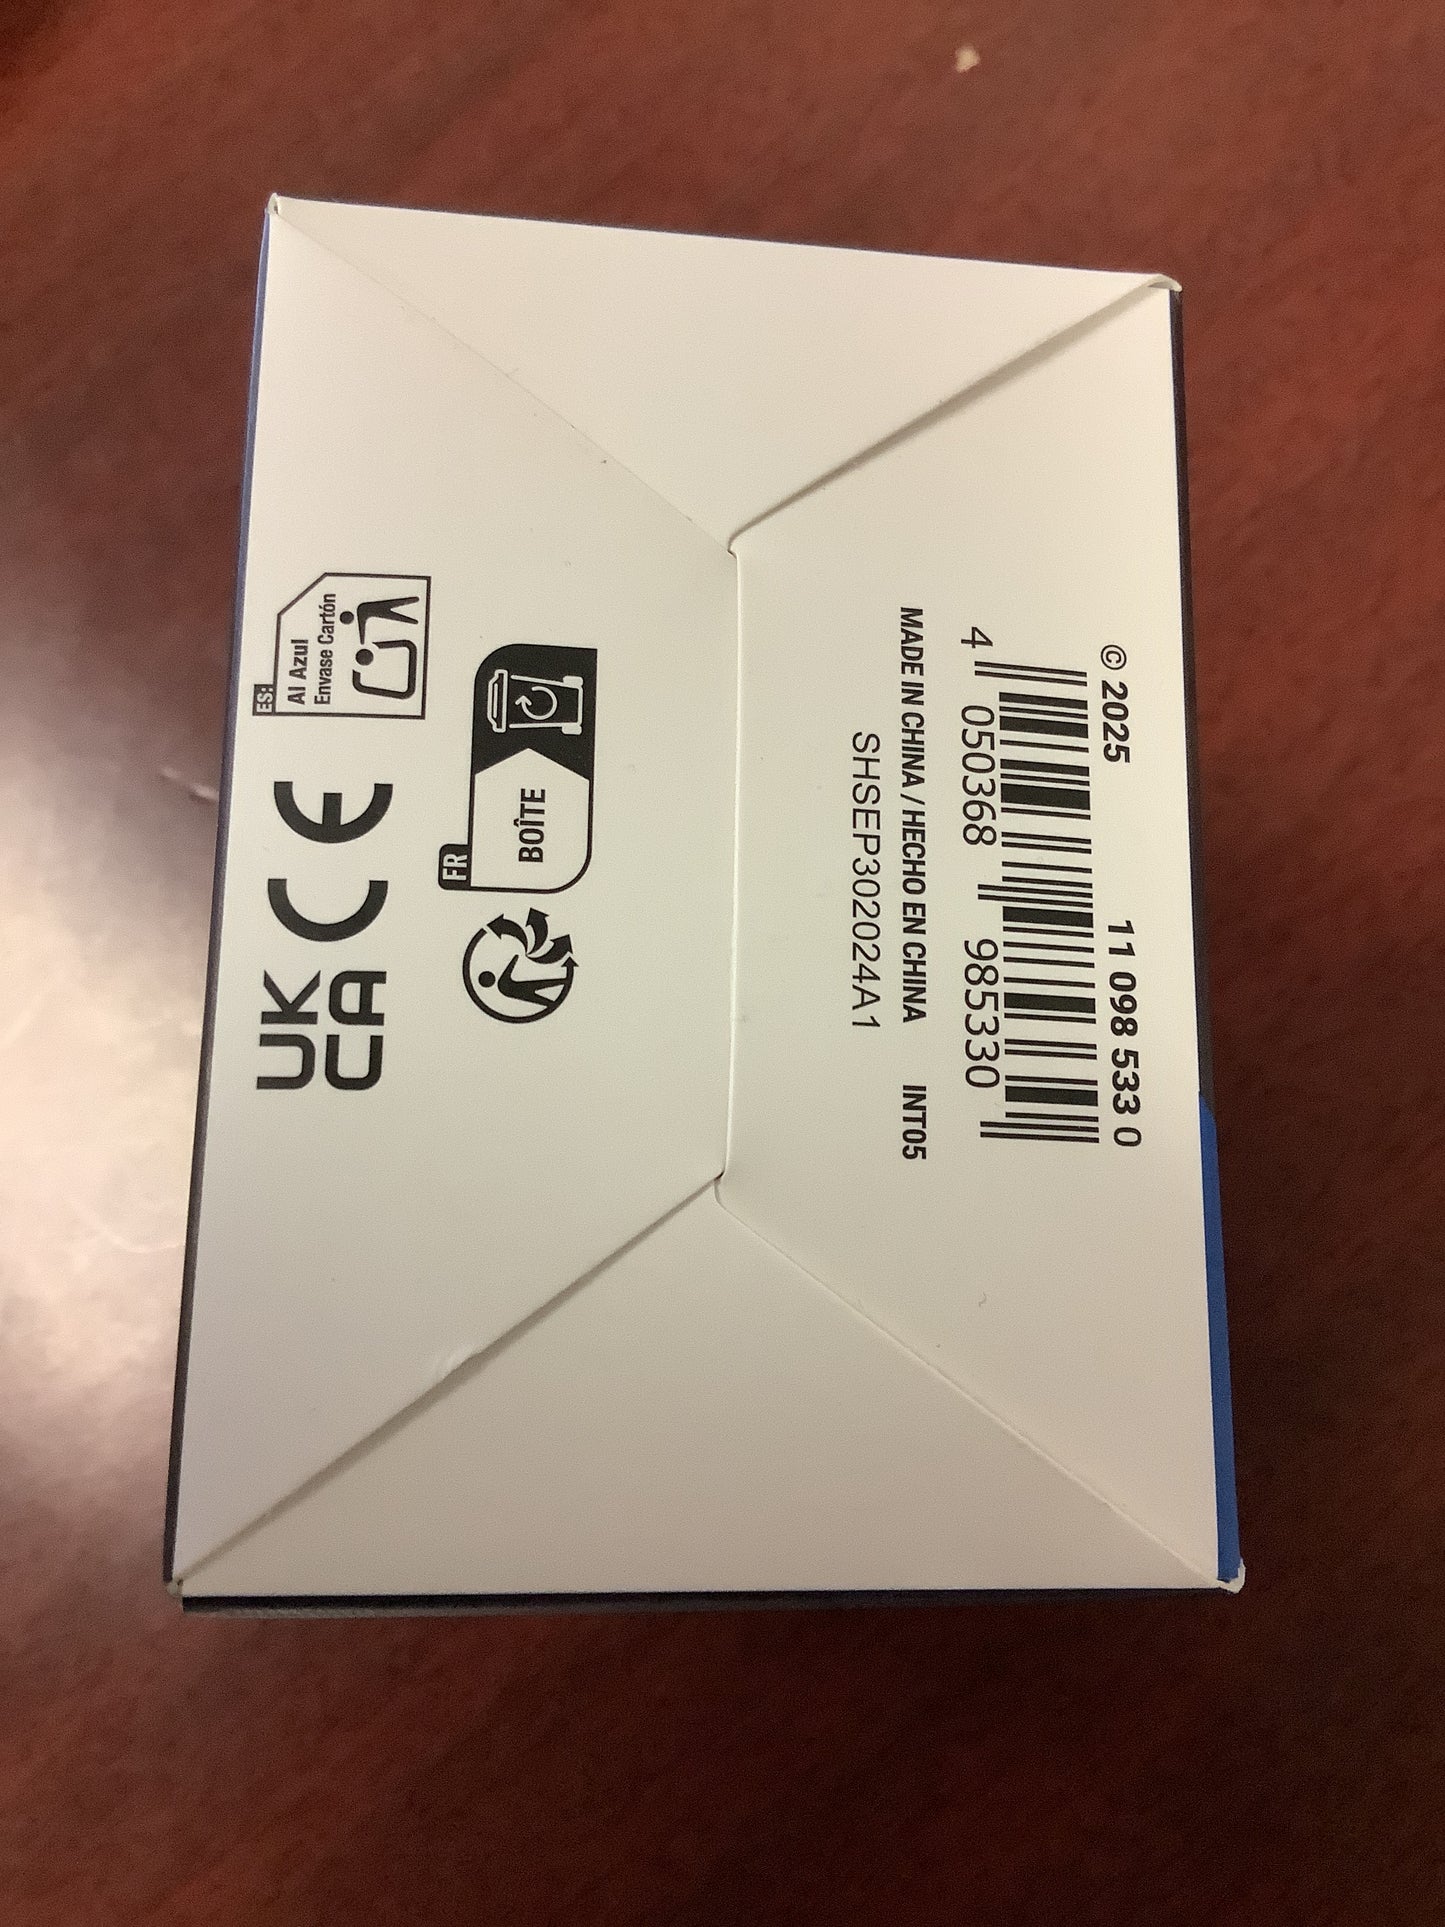 © 2025
11 098 533 0
4 050368 985330
MADE IN CHINA / HECHO EN CHINA INT05
SHSEP302024A1
ES:
Al Azul
Envase Cartón
FR
BOÎTE
CE
UK
CA